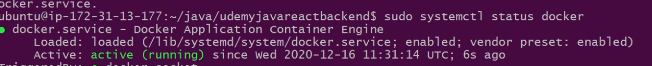 ocker.service.
ubuntu@ip-172-31-13-177:~/java/udemyjavareactbackend$ sudo systemctl status docker
● docker.service - Docker Application Container Engine
Loaded: loaded (/lib/systemd/system/docker.service; enabled; vendor preset: enabled)
Active: active (running) since Wed 2020-12-16 11:31:14 UTC; 6s ago